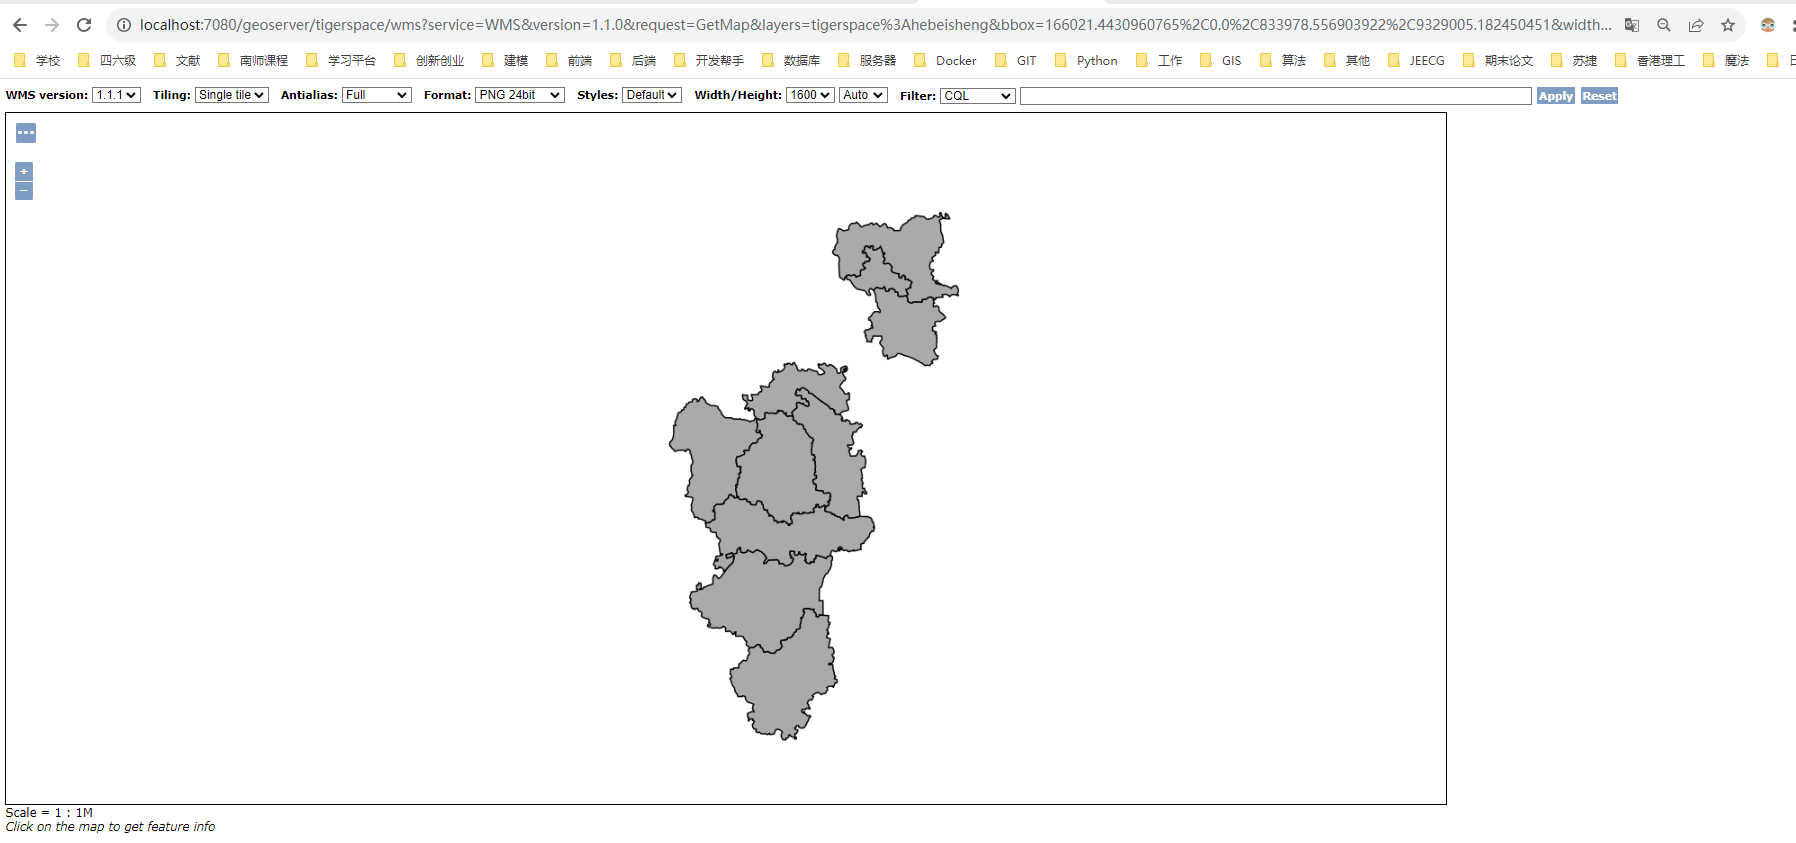 localhost:7080/geoserver/tigerspace/wms?service=WMS&version=1.1.0&request=GetMap&layers=tigerspace%3Ahebeisheng&bbox=166021.4430960765%2C0.0%2C833978.556903922%2C9329005.182450451&width...
学校 四六级 文献 南师课程 学习平台 创新创业 建模 前端 后端 开发帮手 数据库 服务器 Docker GIT Python 工作 GIS 算法 其他 JEECG 期末论文 苏捷 香港理工 魔法
WMS version: 1.1.1 Tiling: Single tile Antialias: Full Format: PNG 24bit Styles: Default Width/Height: 1600 Auto Filter: CQL Apply Reset
+
−
Scale = 1 : 1M
Click on the map to get feature info